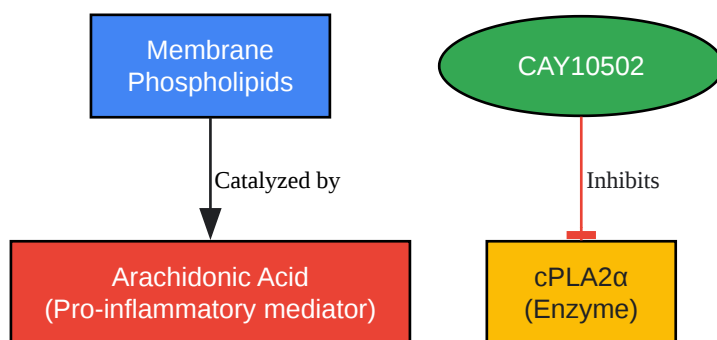 Membrane
Phospholipids
CAY10502
Catalyzed by
Inhibits
Arachidonic Acid
(Pro-inflammatory mediator)
cPLA2α
(Enzyme)